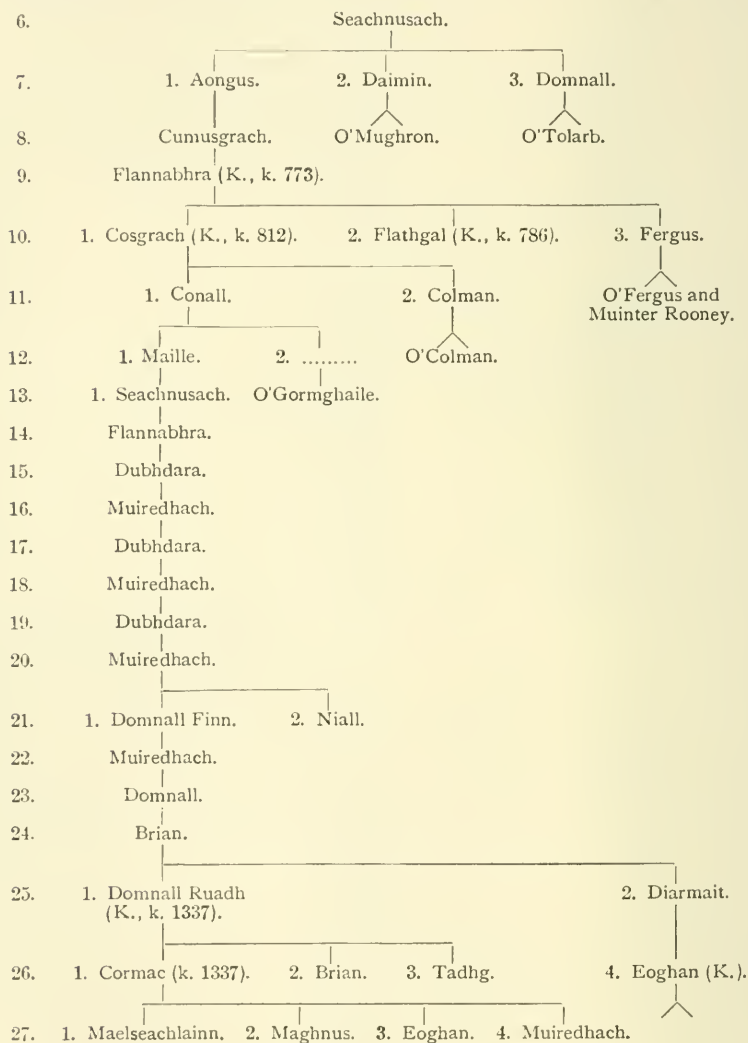 6. Seachnusach.
7. 1. Aongus. 2. Daimin. 3. Domnall.
8. Cumusgrach. O'Mughron. O'Tolarb.
9. Flannabhra (K., k. 773).
10. 1. Cosgrach (K., k. 812). 2. Flathgal (K., k. 786). 3. Fergus.
11. 1. Conall. 2. Colman. O'Fergus and
Muinter Rooney.
12. 1. Maille. 2. ......... O'Colman.
13. 1. Seachnusach. O'Gormghaile.
14. Flannabhra.
15. Dubhdara.
16. Muiredhach.
17. Dubhdara.
18. Muiredhach.
19. Dubhdara.
20. Muiredhach.
21. 1. Domnall Finn. 2. Niall.
22. Muiredhach.
23. Domnall.
24. Brian.
25. 1. Domnall Ruadh 2. Diarmait.
(K., k. 1337).
26. 1. Cormac (k. 1337). 2. Brian. 3. Tadhg. 4. Eoghan (K.).
27. 1. Maelseachlainn. 2. Maghnus. 3. Eoghan. 4. Muiredhach.